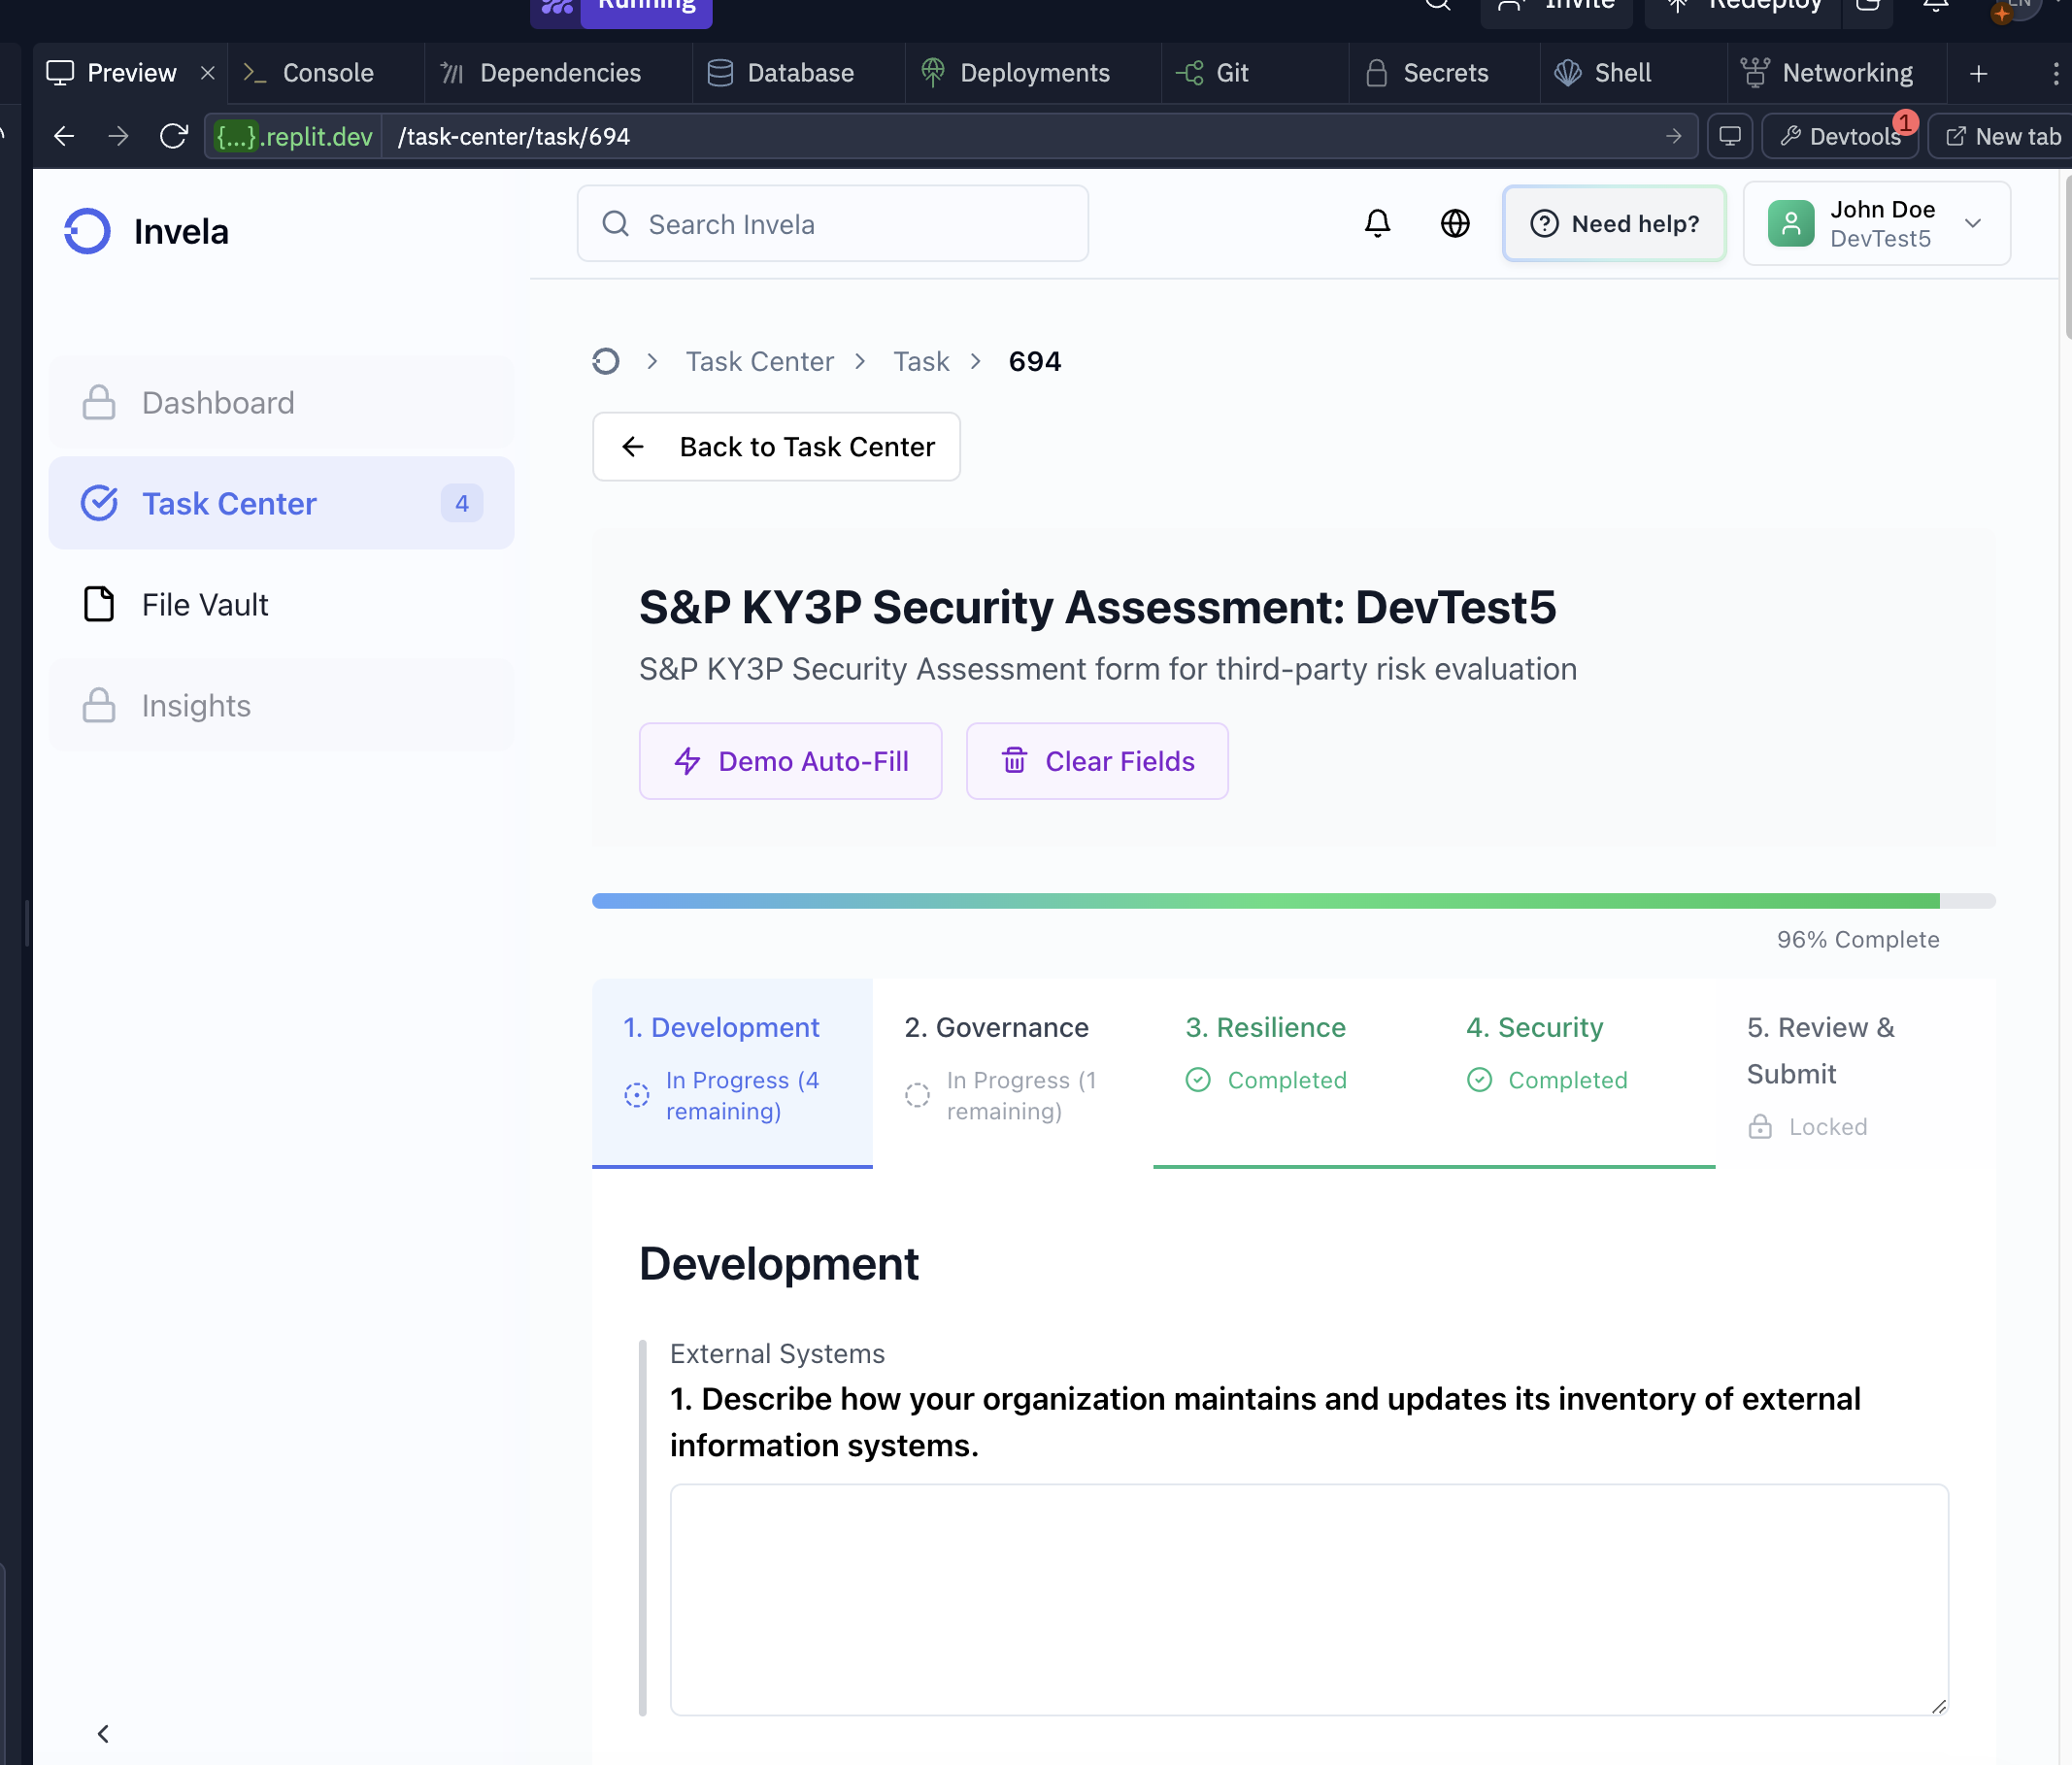 Running
Invite
Redeploy
Preview
Console
Dependencies
Database
Deployments
Git
Secrets
Shell
Networking
{...}.replit.dev
/task-center/task/694
Devtools
1
New tab
Invela
Search Invela
Need help?
John Doe
DevTest5
Dashboard
Task Center
4
File Vault
Insights
Task Center
Task
694
Back to Task Center
S&P KY3P Security Assessment: DevTest5
S&P KY3P Security Assessment form for third-party risk evaluation
Demo Auto-Fill
Clear Fields
96% Complete
1. Development
In Progress (4
remaining)
2. Governance
In Progress (1
remaining)
3. Resilience
Completed
4. Security
Completed
5. Review &
Submit
Locked
Development
External Systems
1. Describe how your organization maintains and updates its inventory of external
information systems.